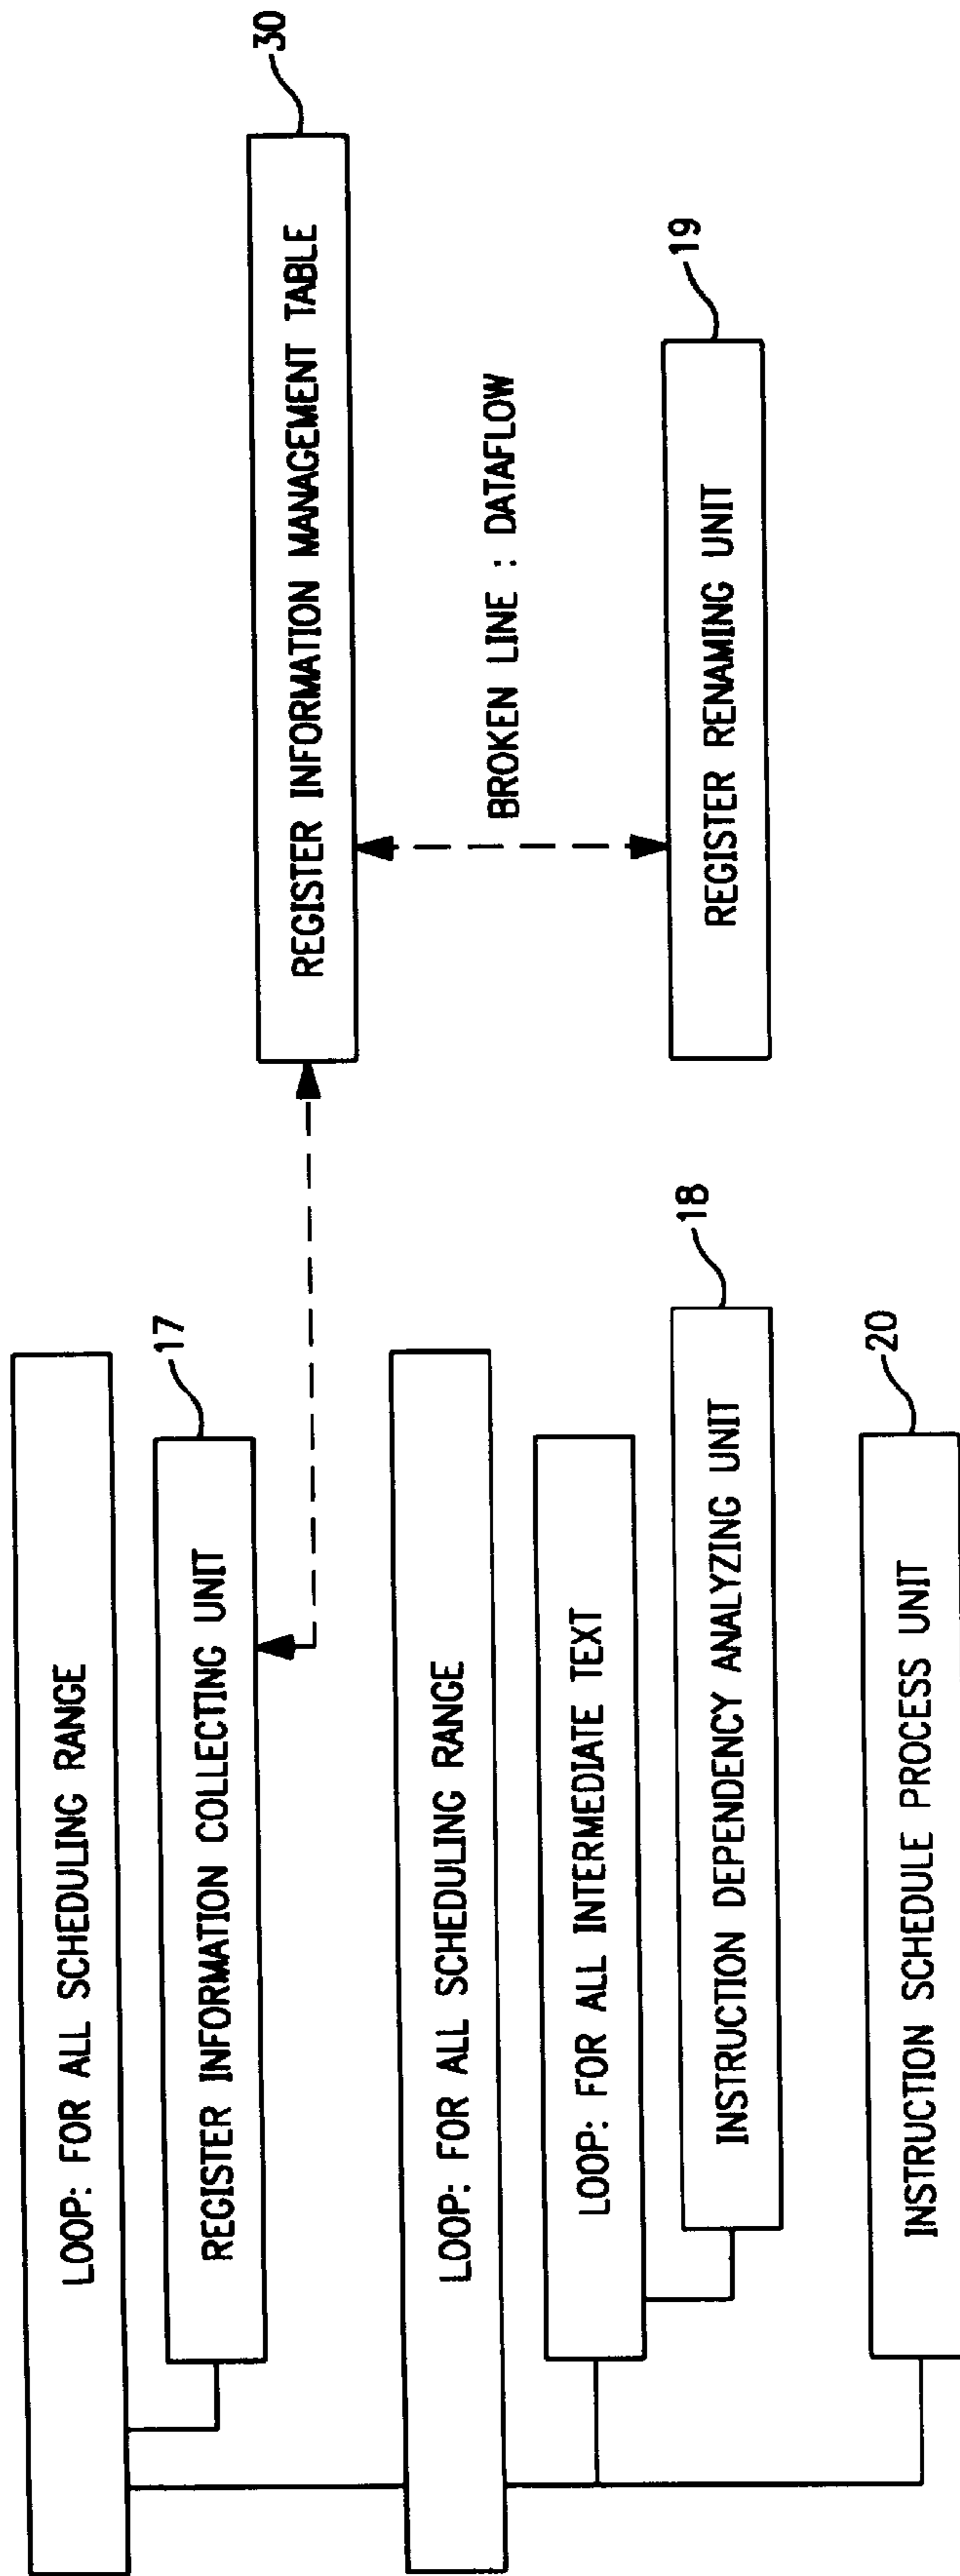 LOOP: FOR ALL SCHEDULING RANGE
REGISTER INFORMATION COLLECTING UNIT
17
REGISTER INFORMATION MANAGEMENT TABLE
30
BROKEN LINE : DATAFLOW
LOOP: FOR ALL SCHEDULING RANGE
LOOP: FOR ALL INTERMEDIATE TEXT
INSTRUCTION DEPENDENCY ANALYZING UNIT
18
REGISTER RENAMING UNIT
19
INSTRUCTION SCHEDULE PROCESS UNIT
20